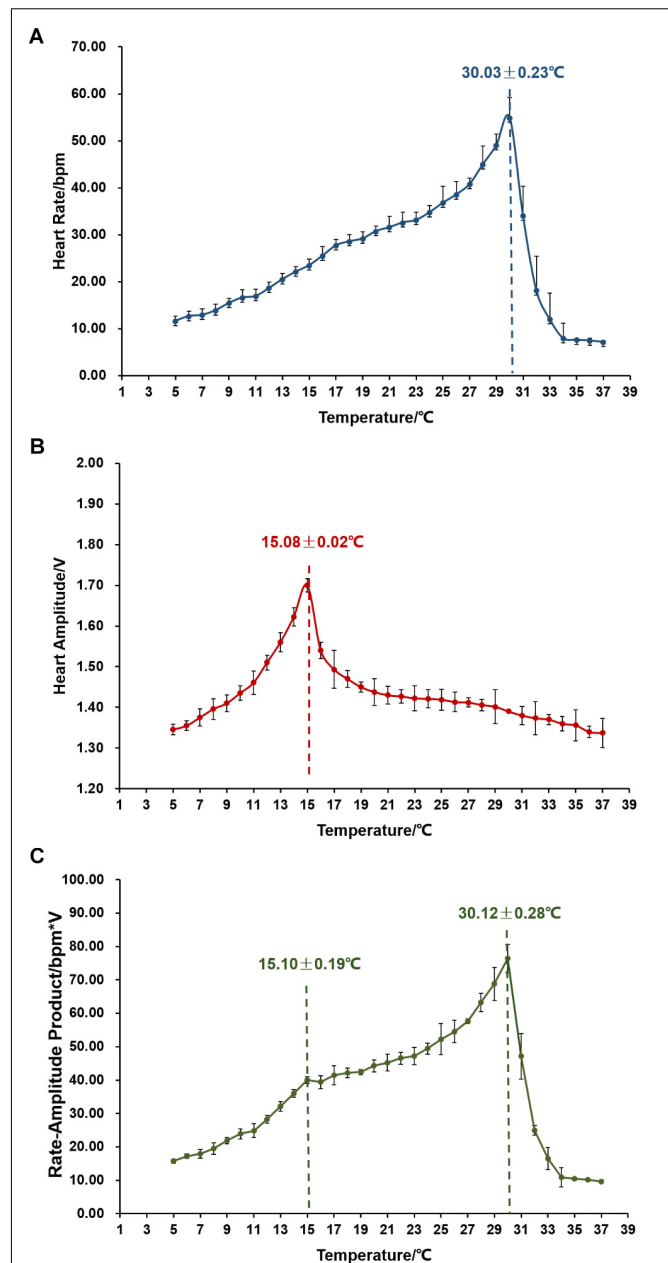 A
70.00
60.00
50.00
40.00
30.00
20.00
10.00
0.00
Heart Rate/bpm
30.03±0.23℃
1 3 5 7 9 11 13 15 17 19 21 23 25 27 29 31 33 35 37 39
Temperature/℃
B
2.00
1.90
1.80
1.70
1.60
1.50
1.40
1.30
1.20
Heart Amplitude/V
15.08±0.02℃
1 3 5 7 9 11 13 15 17 19 21 23 25 27 29 31 33 35 37 39
Temperature/℃
C
100.00
90.00
80.00
70.00
60.00
50.00
40.00
30.00
20.00
10.00
0.00
Rate-Amplitude Product/bpm*V
30.12±0.28℃
15.10±0.19℃
1 3 5 7 9 11 13 15 17 19 21 23 25 27 29 31 33 35 37 39
Temperature/℃